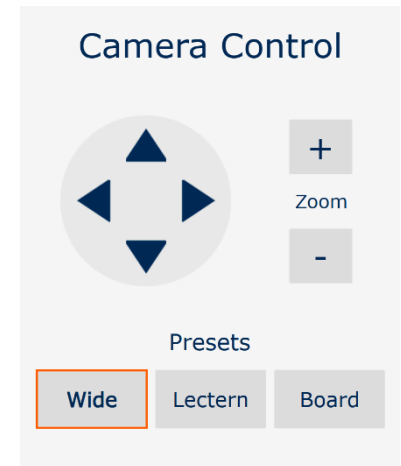 Camera Control
+
Zoom
-
Presets
Wide Lectern Board